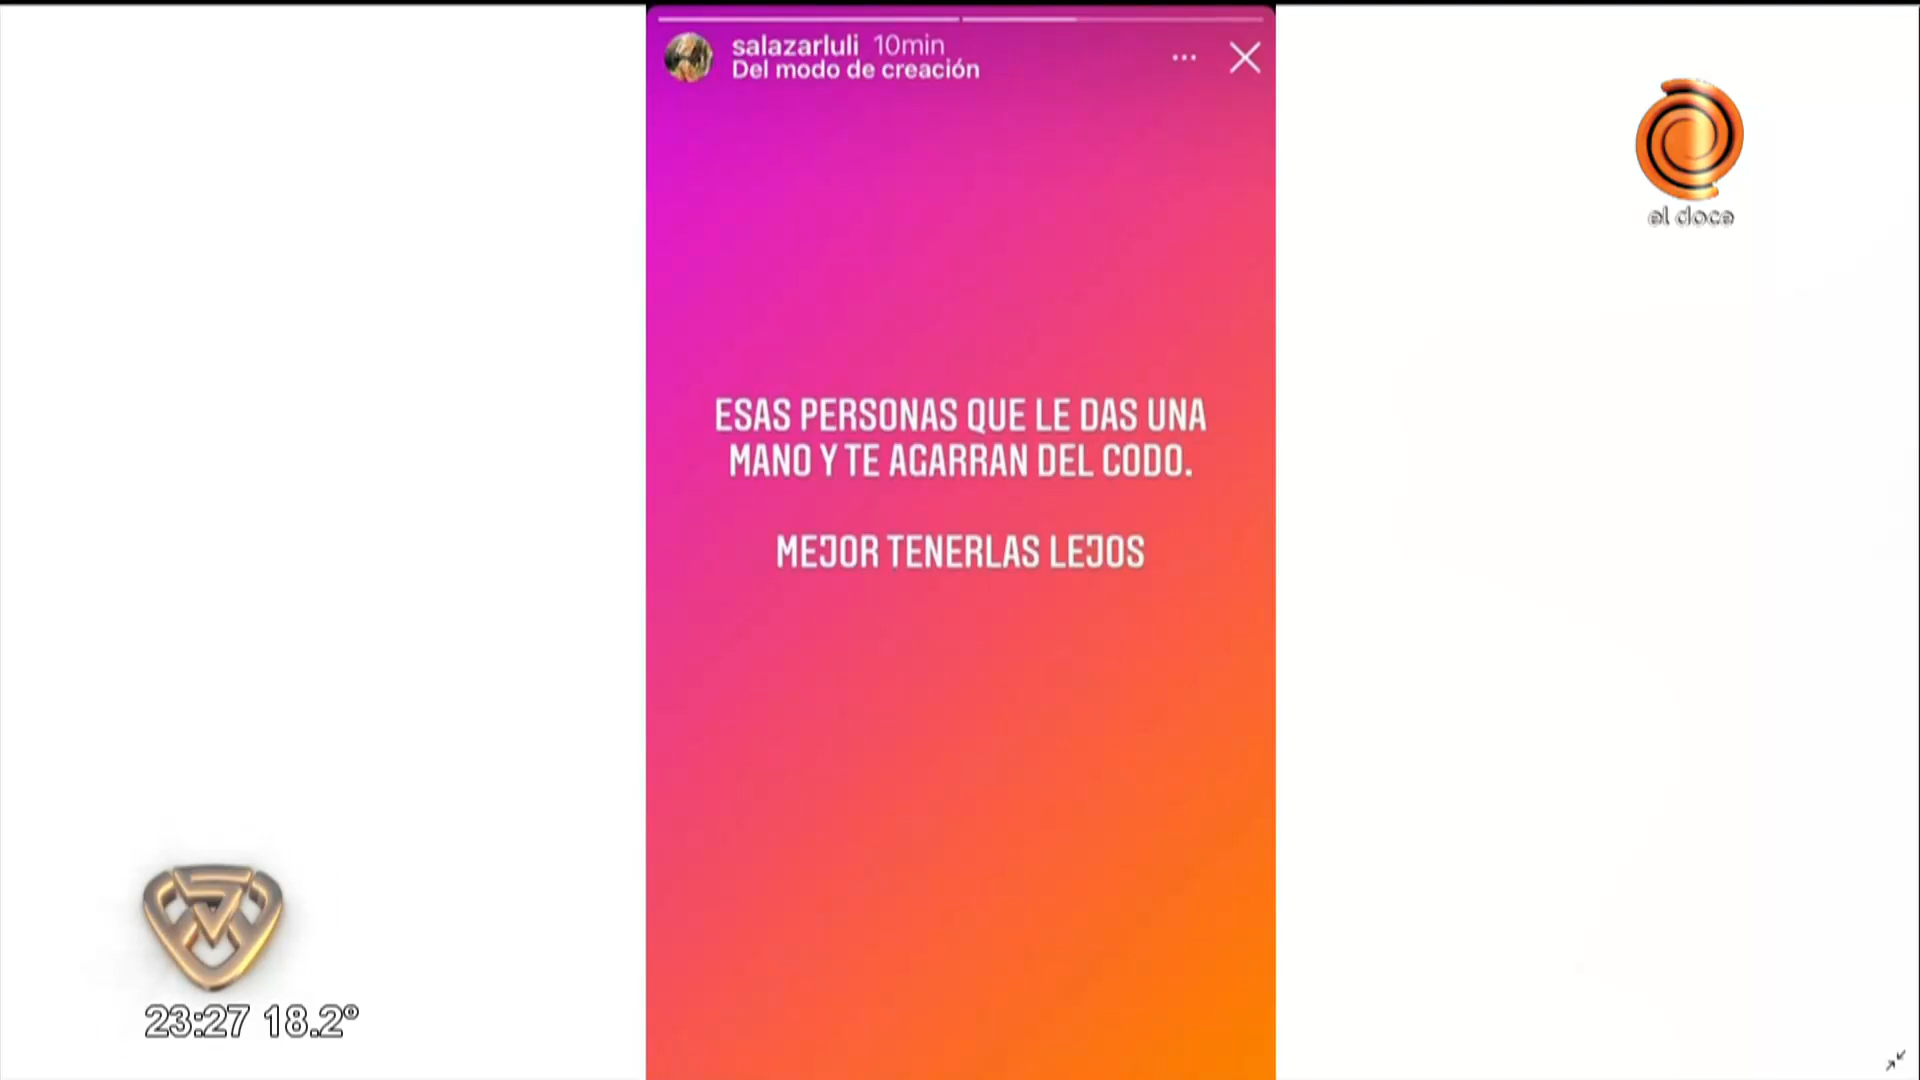 salazarluli 10min
Del modo de creación
el doce
ESAS PERSONAS QUE LE DAS UNA
MANO Y TE AGARRAN DEL CODO.
MEJOR TENERLAS LEJOS
23:27 18.2°